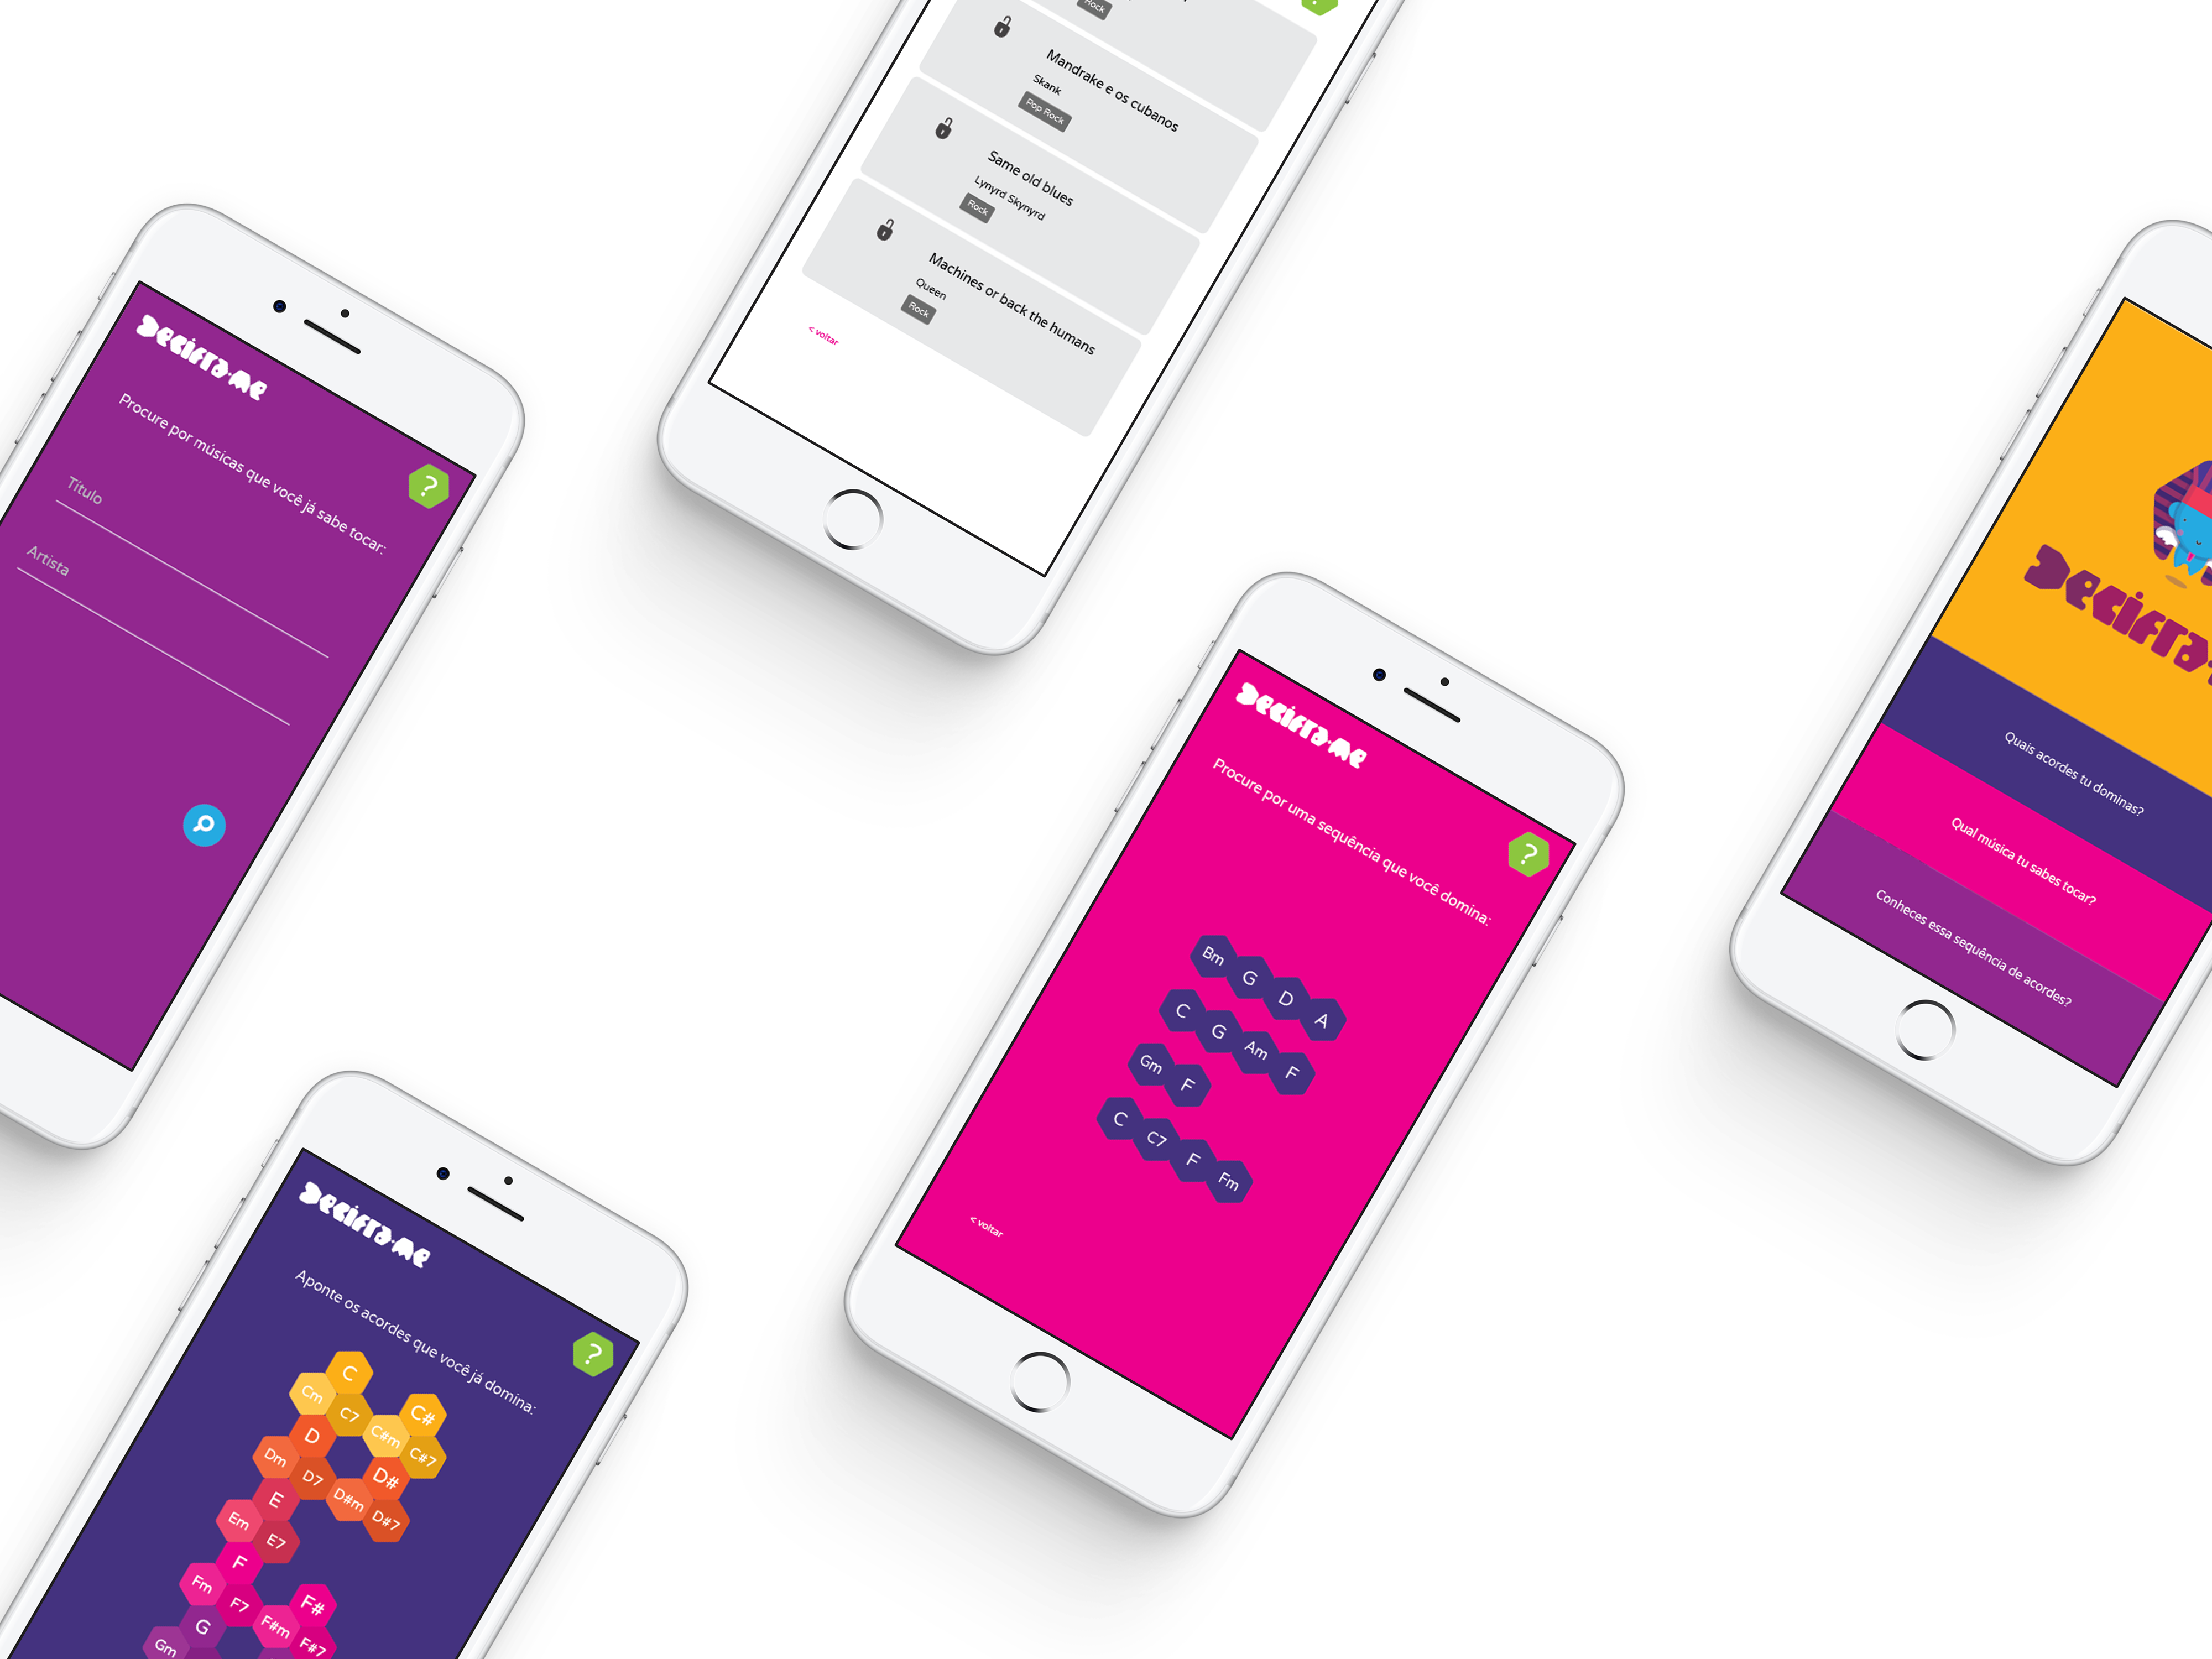 Rock
Mandrake e os cubanos
Skank
Pop Rock
Same old blues
Lynyrd Skynyrd
Rock
Machines or back the humans
Queen
Rock
< voltar
Decifra-me
Procure por músicas que você já sabe tocar:
?
Título
Artista
Decifra-me
Procure por uma sequência que você domina:
?
Bm G D A
C G Am F
Gm F
C C7 F Fm
< voltar
Decifra
Quais acordes tu dominas?
Qual música tu sabes tocar?
Conheces essa sequência de acordes?
Decifra-me
Aponte os acordes que você já domina:
?
C
Cm C7 C# C#m C#7
D
Dm D7 D# D#m D#7
E
Em E7
F
Fm F7 F# F#m F#7
G
Gm